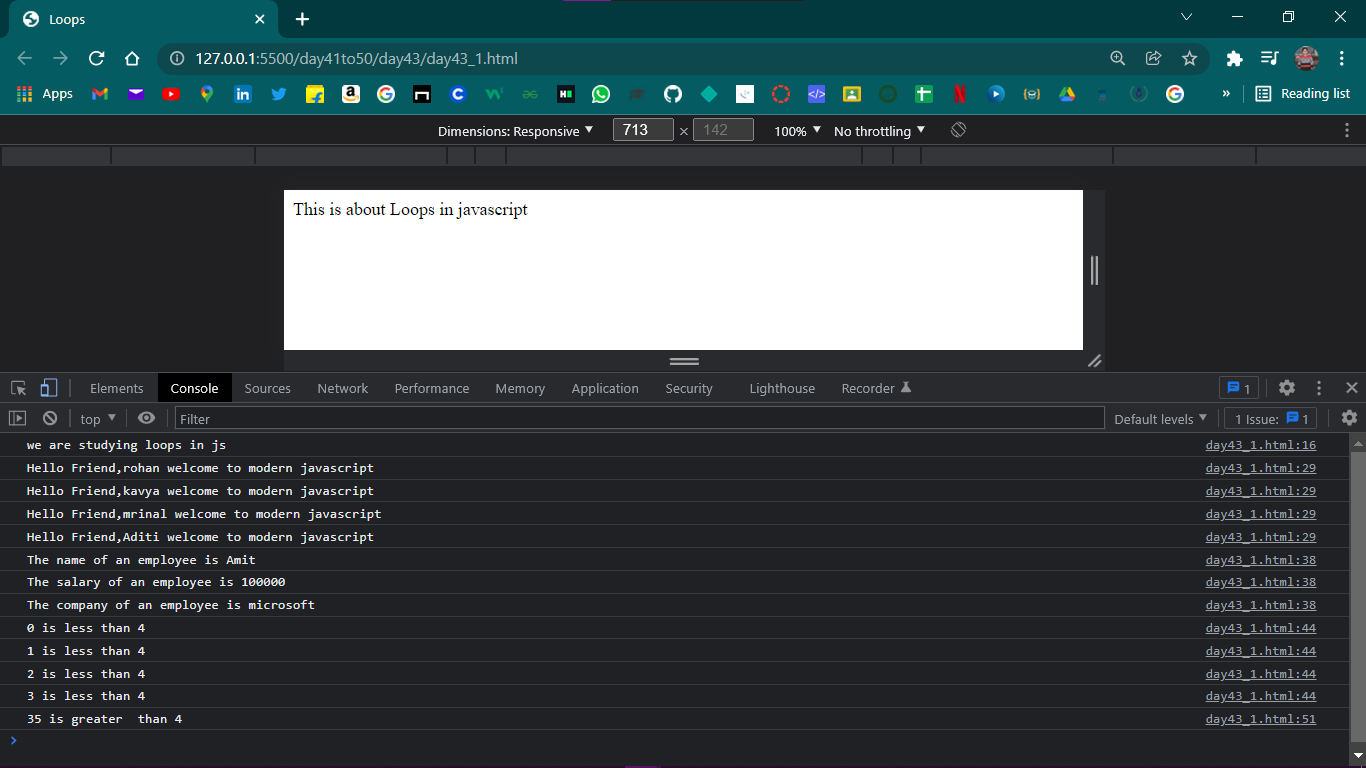 Loops
127.0.0.1:5500/day41to50/day43/day43_1.html
Apps
Reading list
Dimensions: Responsive 713 × 142 100% No throttling
This is about Loops in javascript
Elements Console Sources Network Performance Memory Application Security Lighthouse Recorder 1
top Filter Default levels 1 Issue: 1
we are studying loops in js day43_1.html:16
Hello Friend,rohan welcome to modern javascript day43_1.html:29
Hello Friend,kavya welcome to modern javascript day43_1.html:29
Hello Friend,mrinal welcome to modern javascript day43_1.html:29
Hello Friend,Aditi welcome to modern javascript day43_1.html:29
The name of an employee is Amit day43_1.html:38
The salary of an employee is 100000 day43_1.html:38
The company of an employee is microsoft day43_1.html:38
0 is less than 4 day43_1.html:44
1 is less than 4 day43_1.html:44
2 is less than 4 day43_1.html:44
3 is less than 4 day43_1.html:44
35 is greater  than 4 day43_1.html:51